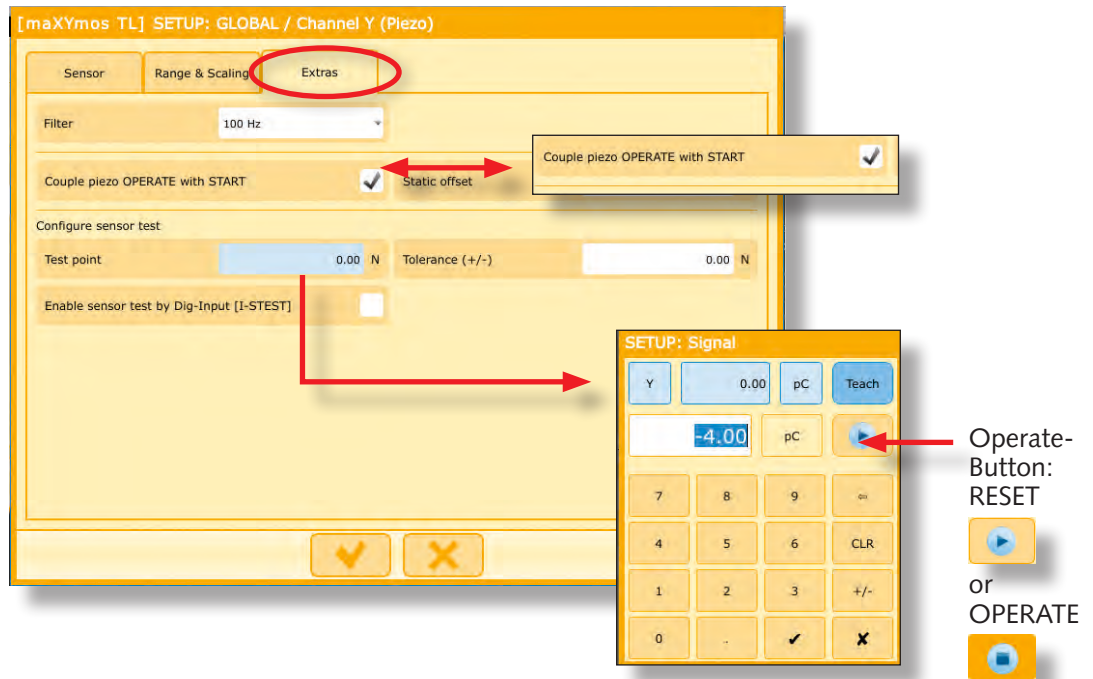 [maXYmos TL] SETUP: GLOBAL / Channel Y (Piezo)
Sensor
Range & Scaling
Extras
Filter
100 Hz
Couple piezo OPERATE with START
Static offset
Couple piezo OPERATE with START
Configure sensor test
Test point
0.00 N
Tolerance (+/-)
0.00 N
Enable sensor test by Dig-Input [I-STEST]
SETUP: Signal
Y 0.00 pC Teach
-4.00 pC
7 8 9 ⇦
4 5 6 CLR
1 2 3 +/-
0 . ✔ ✘
Operate-
Button:
RESET
or
OPERATE